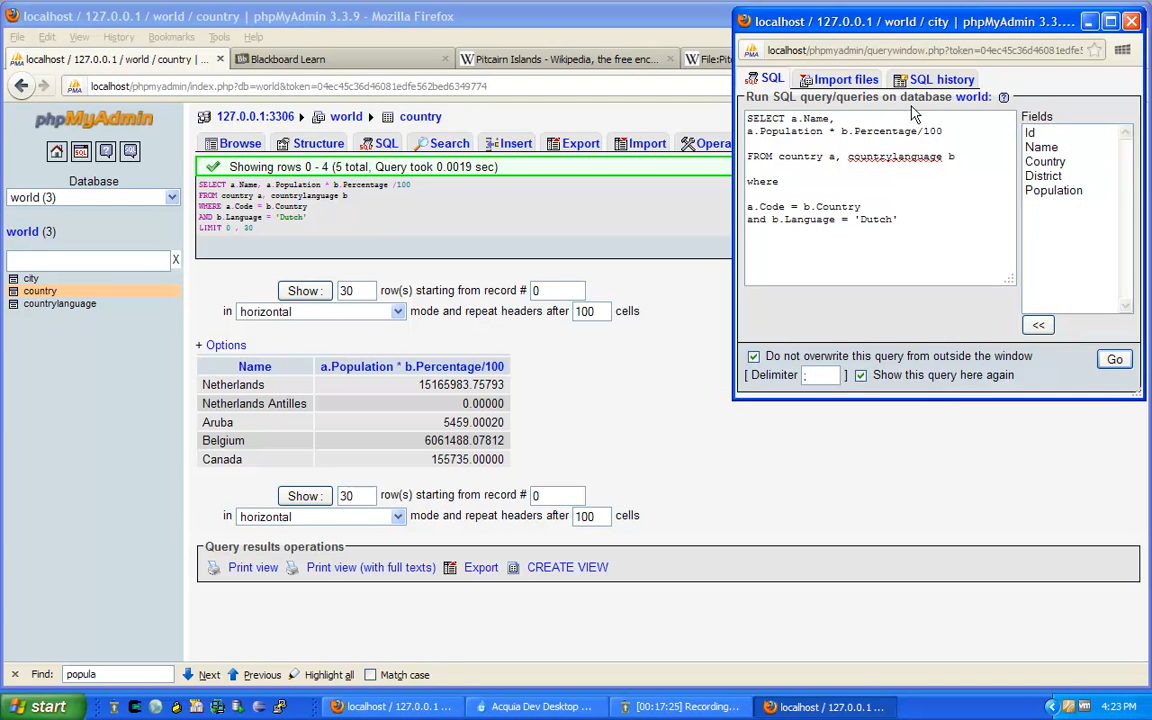 localhost / 127.0.0.1 / world / country | phpMyAdmin 3.3.9 - Mozilla Firefox
File Edit View History Bookmarks Tools Help
localhost / 127.0.0.1 / world / country | ... Blackboard Learn Pitcairn Islands - Wikipedia, the free enc... File:Pit
localhost/phpmyadmin/index.php?db=world&token=04ec45c36d46081edfe562bed6349774
phpMyAdmin
Database
world (3)
world (3)
X
city
country
countrylanguage
127.0.0.1:3306 world country
Browse Structure SQL Search Insert Export Import Opera
Showing rows 0 - 4 (5 total, Query took 0.0019 sec)
SELECT a.Name, a.Population * b.Percentage /100
FROM country a, countrylanguage b
WHERE a.Code = b.Country
AND b.Language = 'Dutch'
LIMIT 0 , 30
Show : 30 row(s) starting from record # 0
in horizontal mode and repeat headers after 100 cells
+ Options
Name a.Population * b.Percentage/100
Netherlands 15165983.75793
Netherlands Antilles 0.00000
Aruba 5459.00020
Belgium 6061488.07812
Canada 155735.00000
Show : 30 row(s) starting from record # 0
in horizontal mode and repeat headers after 100 cells
Query results operations
Print view Print view (with full texts) Export CREATE VIEW
localhost / 127.0.0.1 / world / city | phpMyAdmin 3.3....
localhost/phpmyadmin/querywindow.php?token=04ec45c36d46081edfe5
SQL Import files SQL history
Run SQL query/queries on database world:
SELECT a.Name,
a.Population * b.Percentage/100
FROM country a, countrylanguage b
where
a.Code = b.Country
and b.Language = 'Dutch'
Fields
Id
Name
Country
District
Population
<<
Do not overwrite this query from outside the window
[ Delimiter ; ] Show this query here again
Go
× Find: popula Next Previous Highlight all Match case
start localhost / 127.0.0.1 ... Acquia Dev Desktop ... [00:17:25] Recording... localhost / 127.0.0.1 ... 4:23 PM